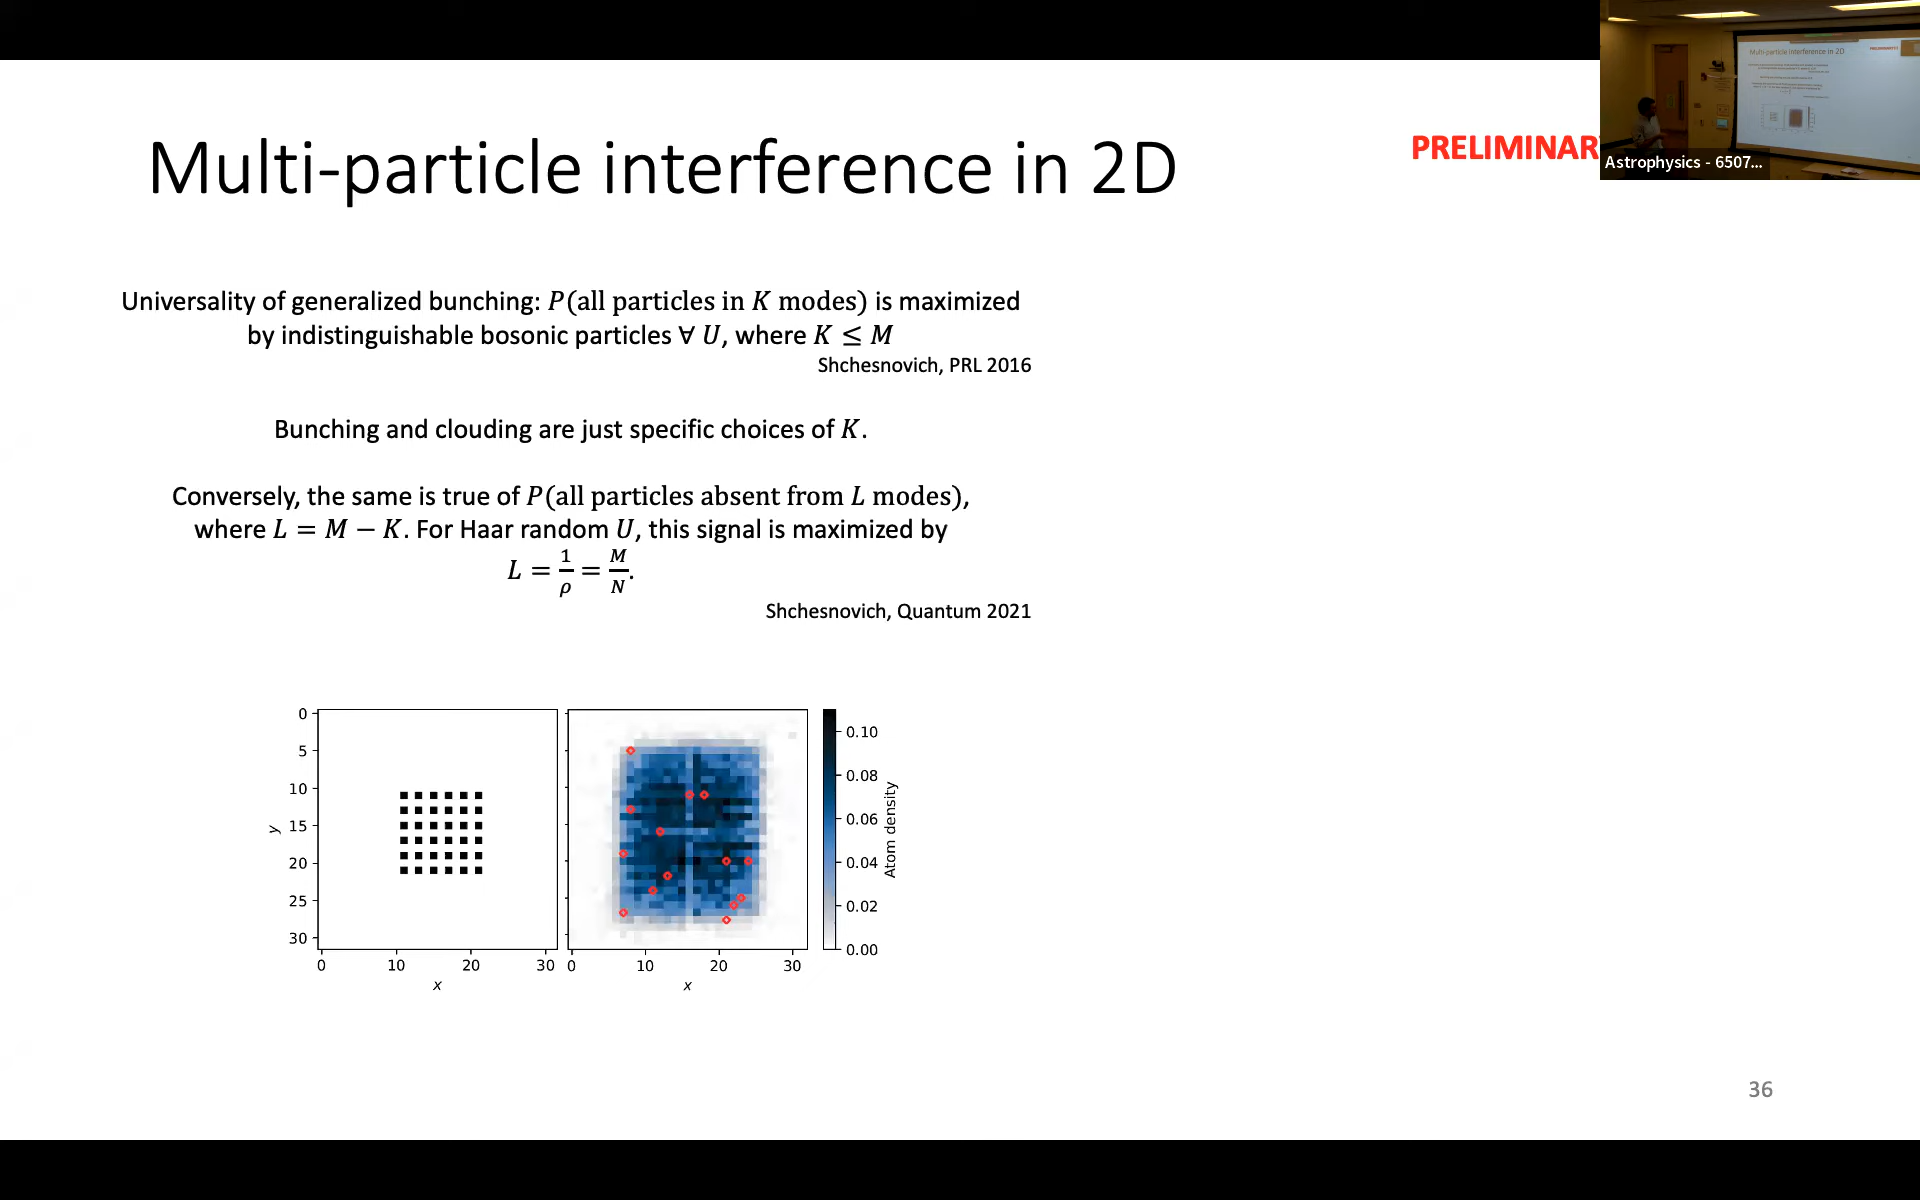 Multi-particle interference in 2D
PRELIMINAR
Astrophysics - 6507...
Universality of generalized bunching: P(all particles in K modes) is maximized
by indistinguishable bosonic particles ∀ U, where K ≤ M
Shchesnovich, PRL 2016
Bunching and clouding are just specific choices of K.
Conversely, the same is true of P(all particles absent from L modes),
where L = M − K. For Haar random U, this signal is maximized by
L = 1/ρ = M/N.
Shchesnovich, Quantum 2021
0
5
10
15
20
25
30
y
0 10 20 30
x
0 10 20 30
x
0.10
0.08
0.06
0.04
0.02
0.00
Atom density
36